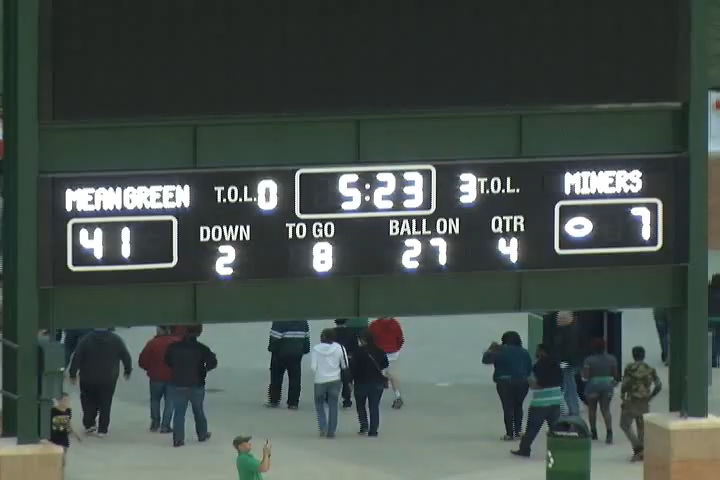 MEAN GREEN T.O.L. 0 5:23 3 T.O.L. MINERS
41 DOWN TO GO BALL ON QTR 7
2 8 27 4